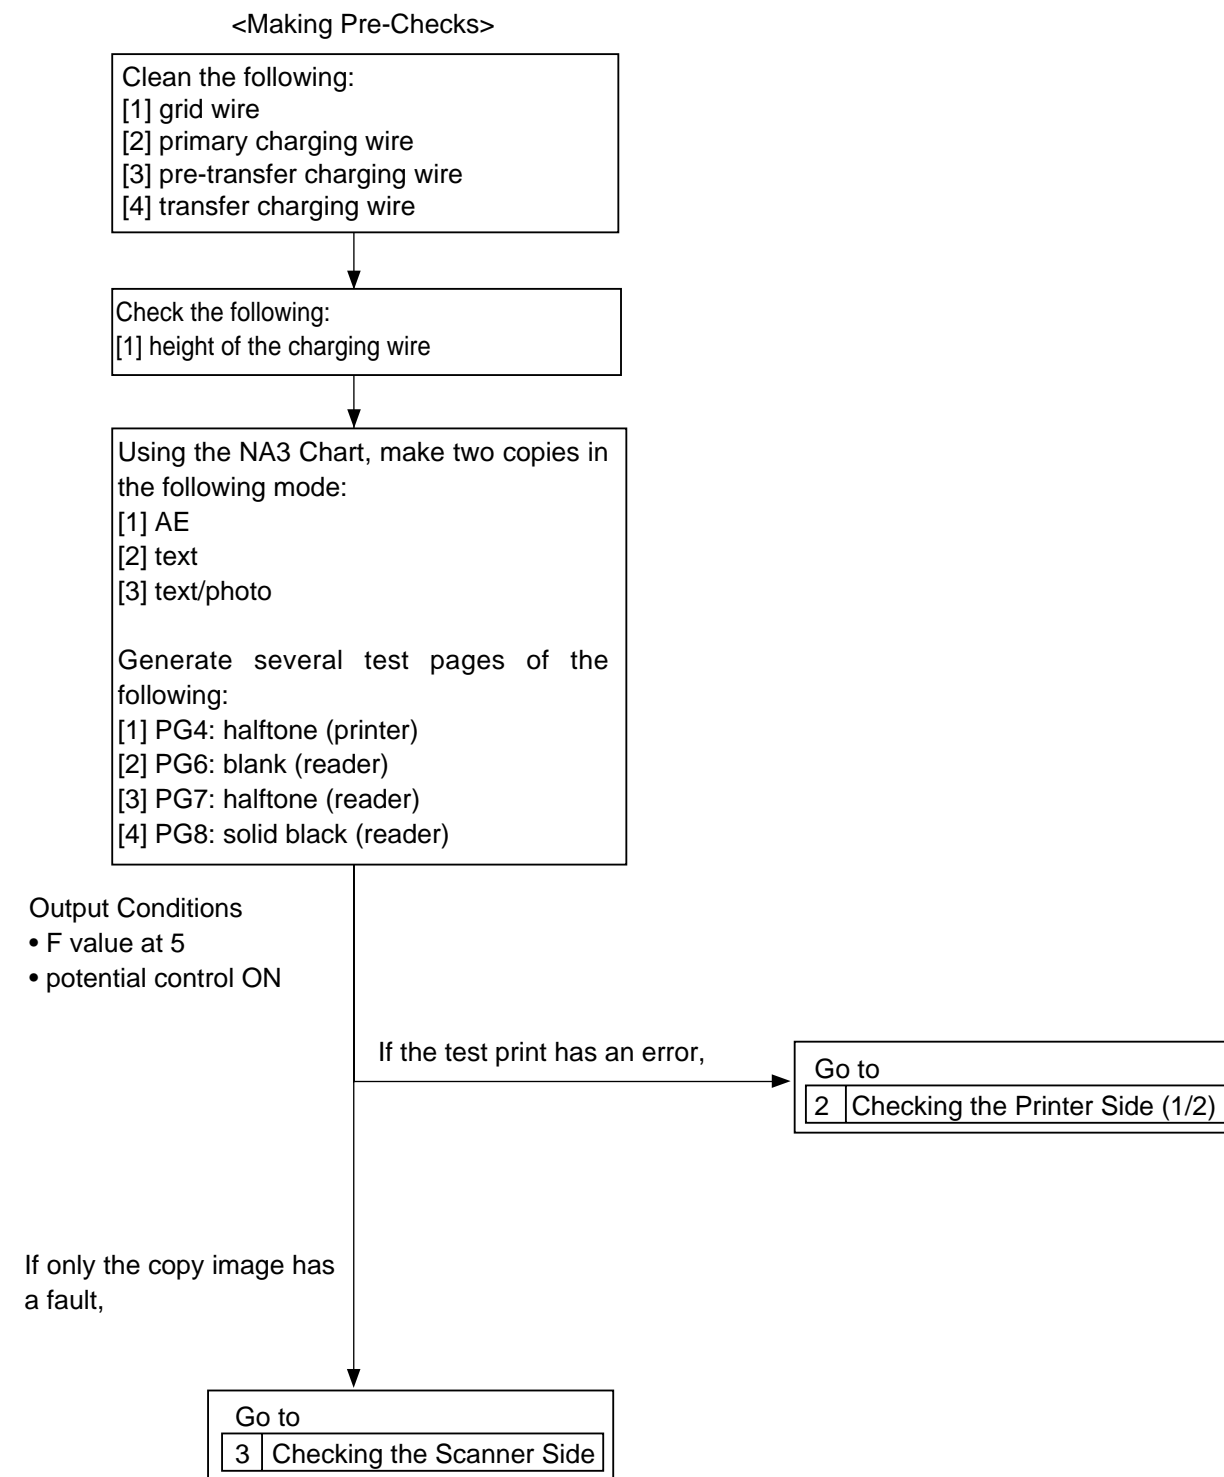 <Making Pre-Checks>
Clean the following:
[1] grid wire
[2] primary charging wire
[3] pre-transfer charging wire
[4] transfer charging wire
Check the following:
[1] height of the charging wire
Using the NA3 Chart, make two copies in
the following mode:
[1] AE
[2] text
[3] text/photo
Generate several test pages of the
following:
[1] PG4: halftone (printer)
[2] PG6: blank (reader)
[3] PG7: halftone (reader)
[4] PG8: solid black (reader)
Output Conditions
• F value at 5
• potential control ON
If the test print has an error,
Go to
2 Checking the Printer Side (1/2)
If only the copy image has
a fault,
Go to
3 Checking the Scanner Side